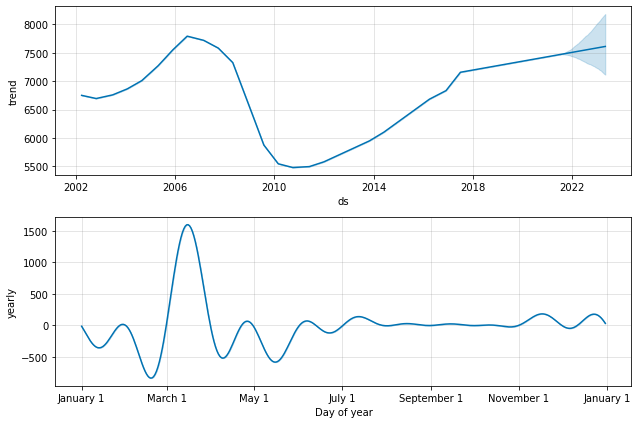 8000
7500
7000
6500
6000
5500
trend
2002 2006 2010 2014 2018 2022
ds
1500
1000
500
0
−500
yearly
January 1 March 1 May 1 July 1 September 1 November 1 January 1
Day of year